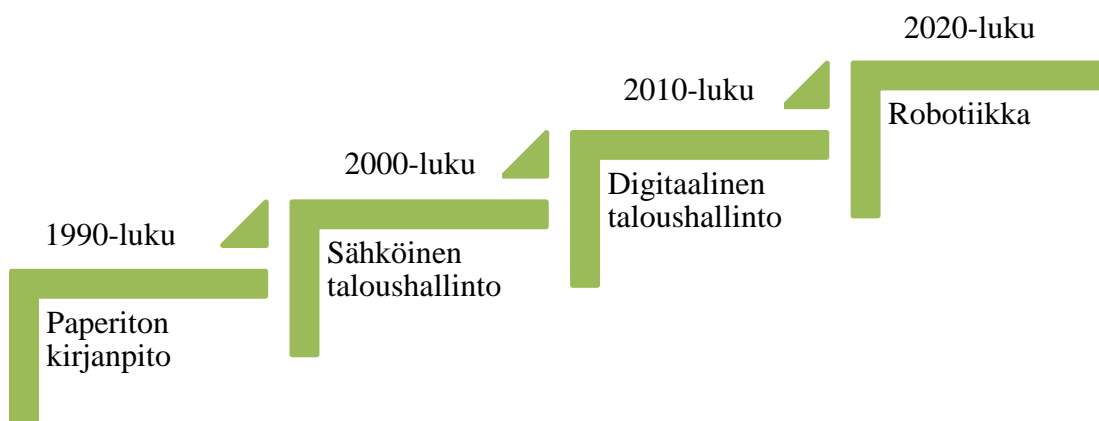 1990-luku
Paperiton
kirjanpito
2000-luku
Sähköinen
taloushallinto
2010-luku
Digitaalinen
taloushallinto
2020-luku
Robotiikka